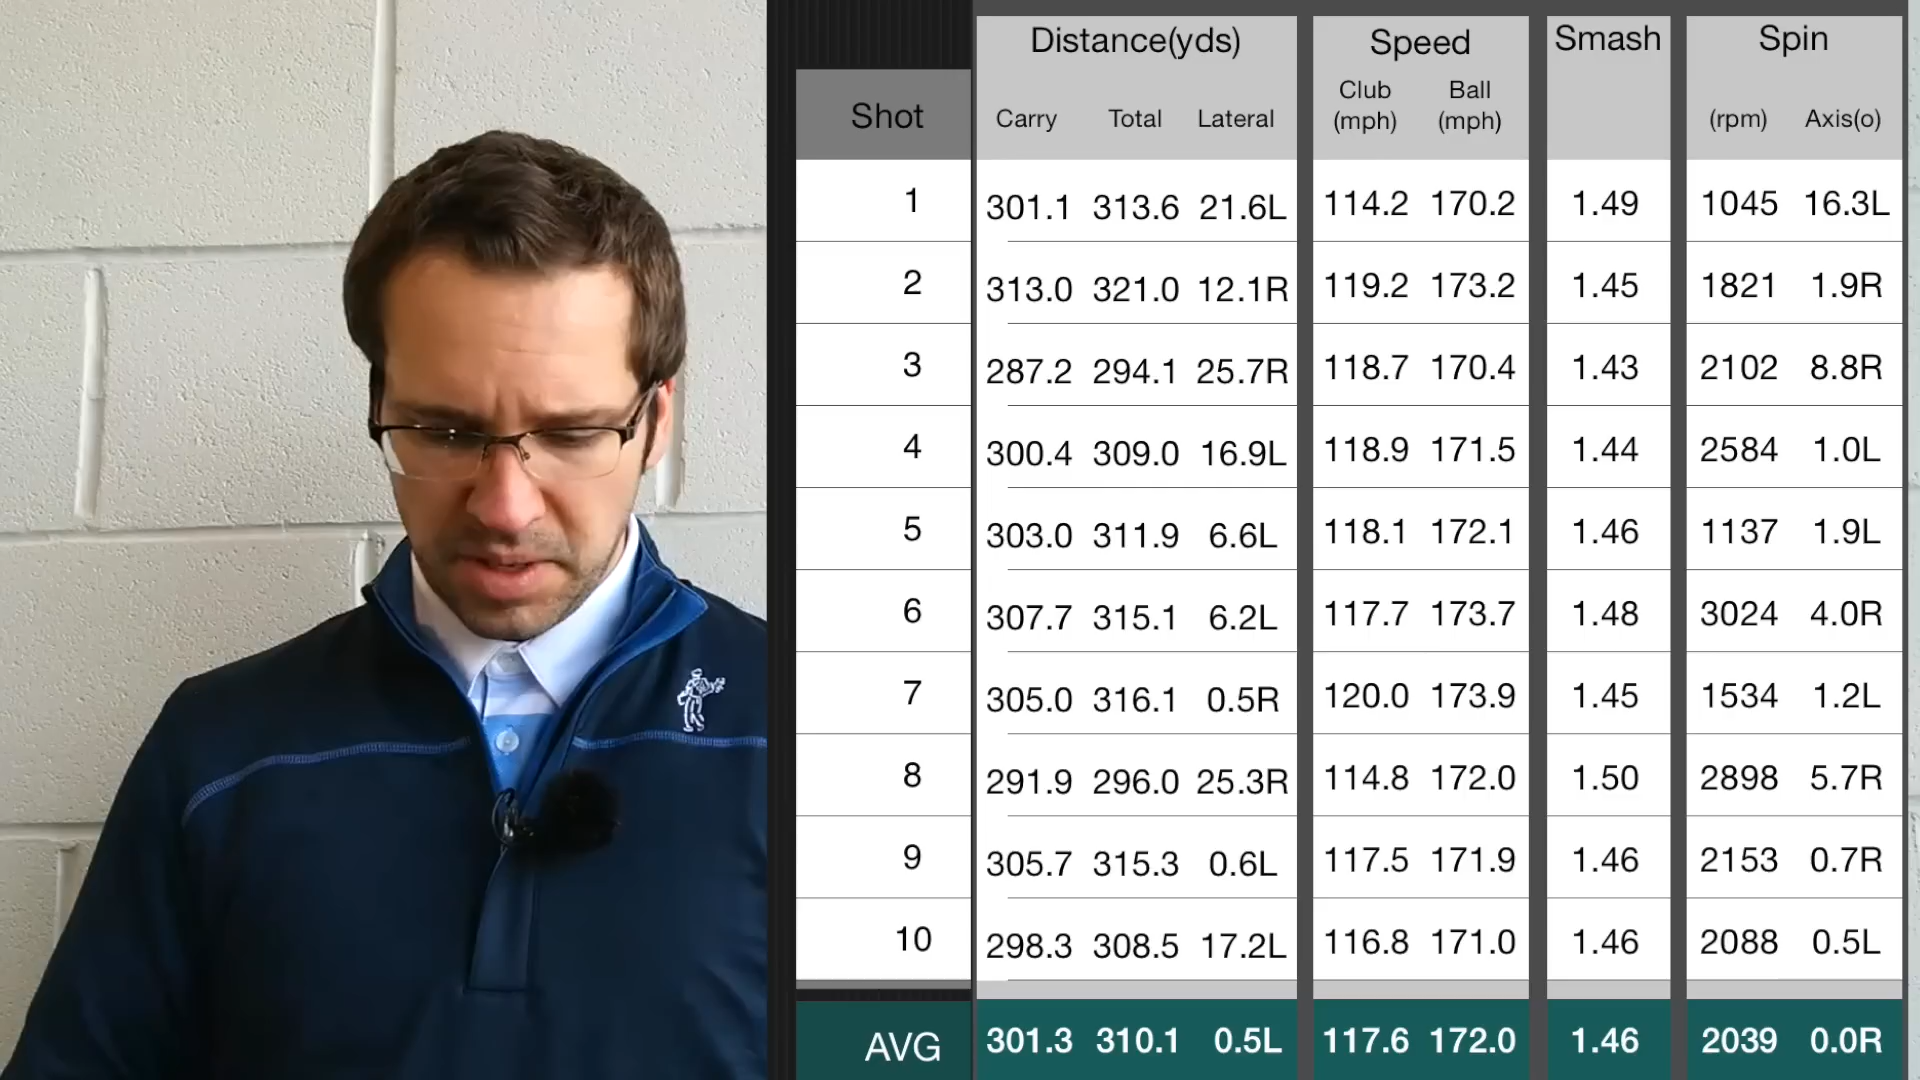 Distance(yds) Speed Smash Spin
Shot Carry Total Lateral Club (mph) Ball (mph) (rpm) Axis(o)
1 301.1 313.6 21.6L 114.2 170.2 1.49 1045 16.3L
2 313.0 321.0 12.1R 119.2 173.2 1.45 1821 1.9R
3 287.2 294.1 25.7R 118.7 170.4 1.43 2102 8.8R
4 300.4 309.0 16.9L 118.9 171.5 1.44 2584 1.0L
5 303.0 311.9 6.6L 118.1 172.1 1.46 1137 1.9L
6 307.7 315.1 6.2L 117.7 173.7 1.48 3024 4.0R
7 305.0 316.1 0.5R 120.0 173.9 1.45 1534 1.2L
8 291.9 296.0 25.3R 114.8 172.0 1.50 2898 5.7R
9 305.7 315.3 0.6L 117.5 171.9 1.46 2153 0.7R
10 298.3 308.5 17.2L 116.8 171.0 1.46 2088 0.5L
AVG 301.3 310.1 0.5L 117.6 172.0 1.46 2039 0.0R